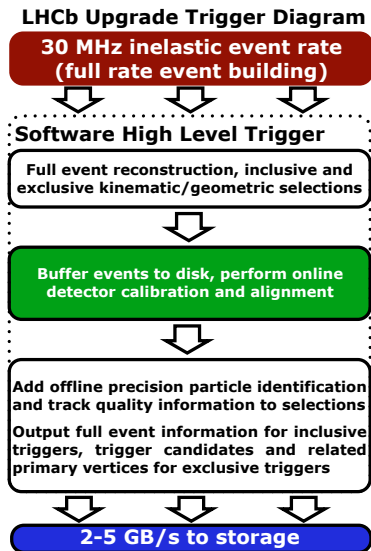 LHCb Upgrade Trigger Diagram
30 MHz inelastic event rate
(full rate event building)
Software High Level Trigger
Full event reconstruction, inclusive and
exclusive kinematic/geometric selections
Buffer events to disk, perform online
detector calibration and alignment
Add offline precision particle identification
and track quality information to selections
Output full event information for inclusive
triggers, trigger candidates and related
primary vertices for exclusive triggers
2-5 GB/s to storage